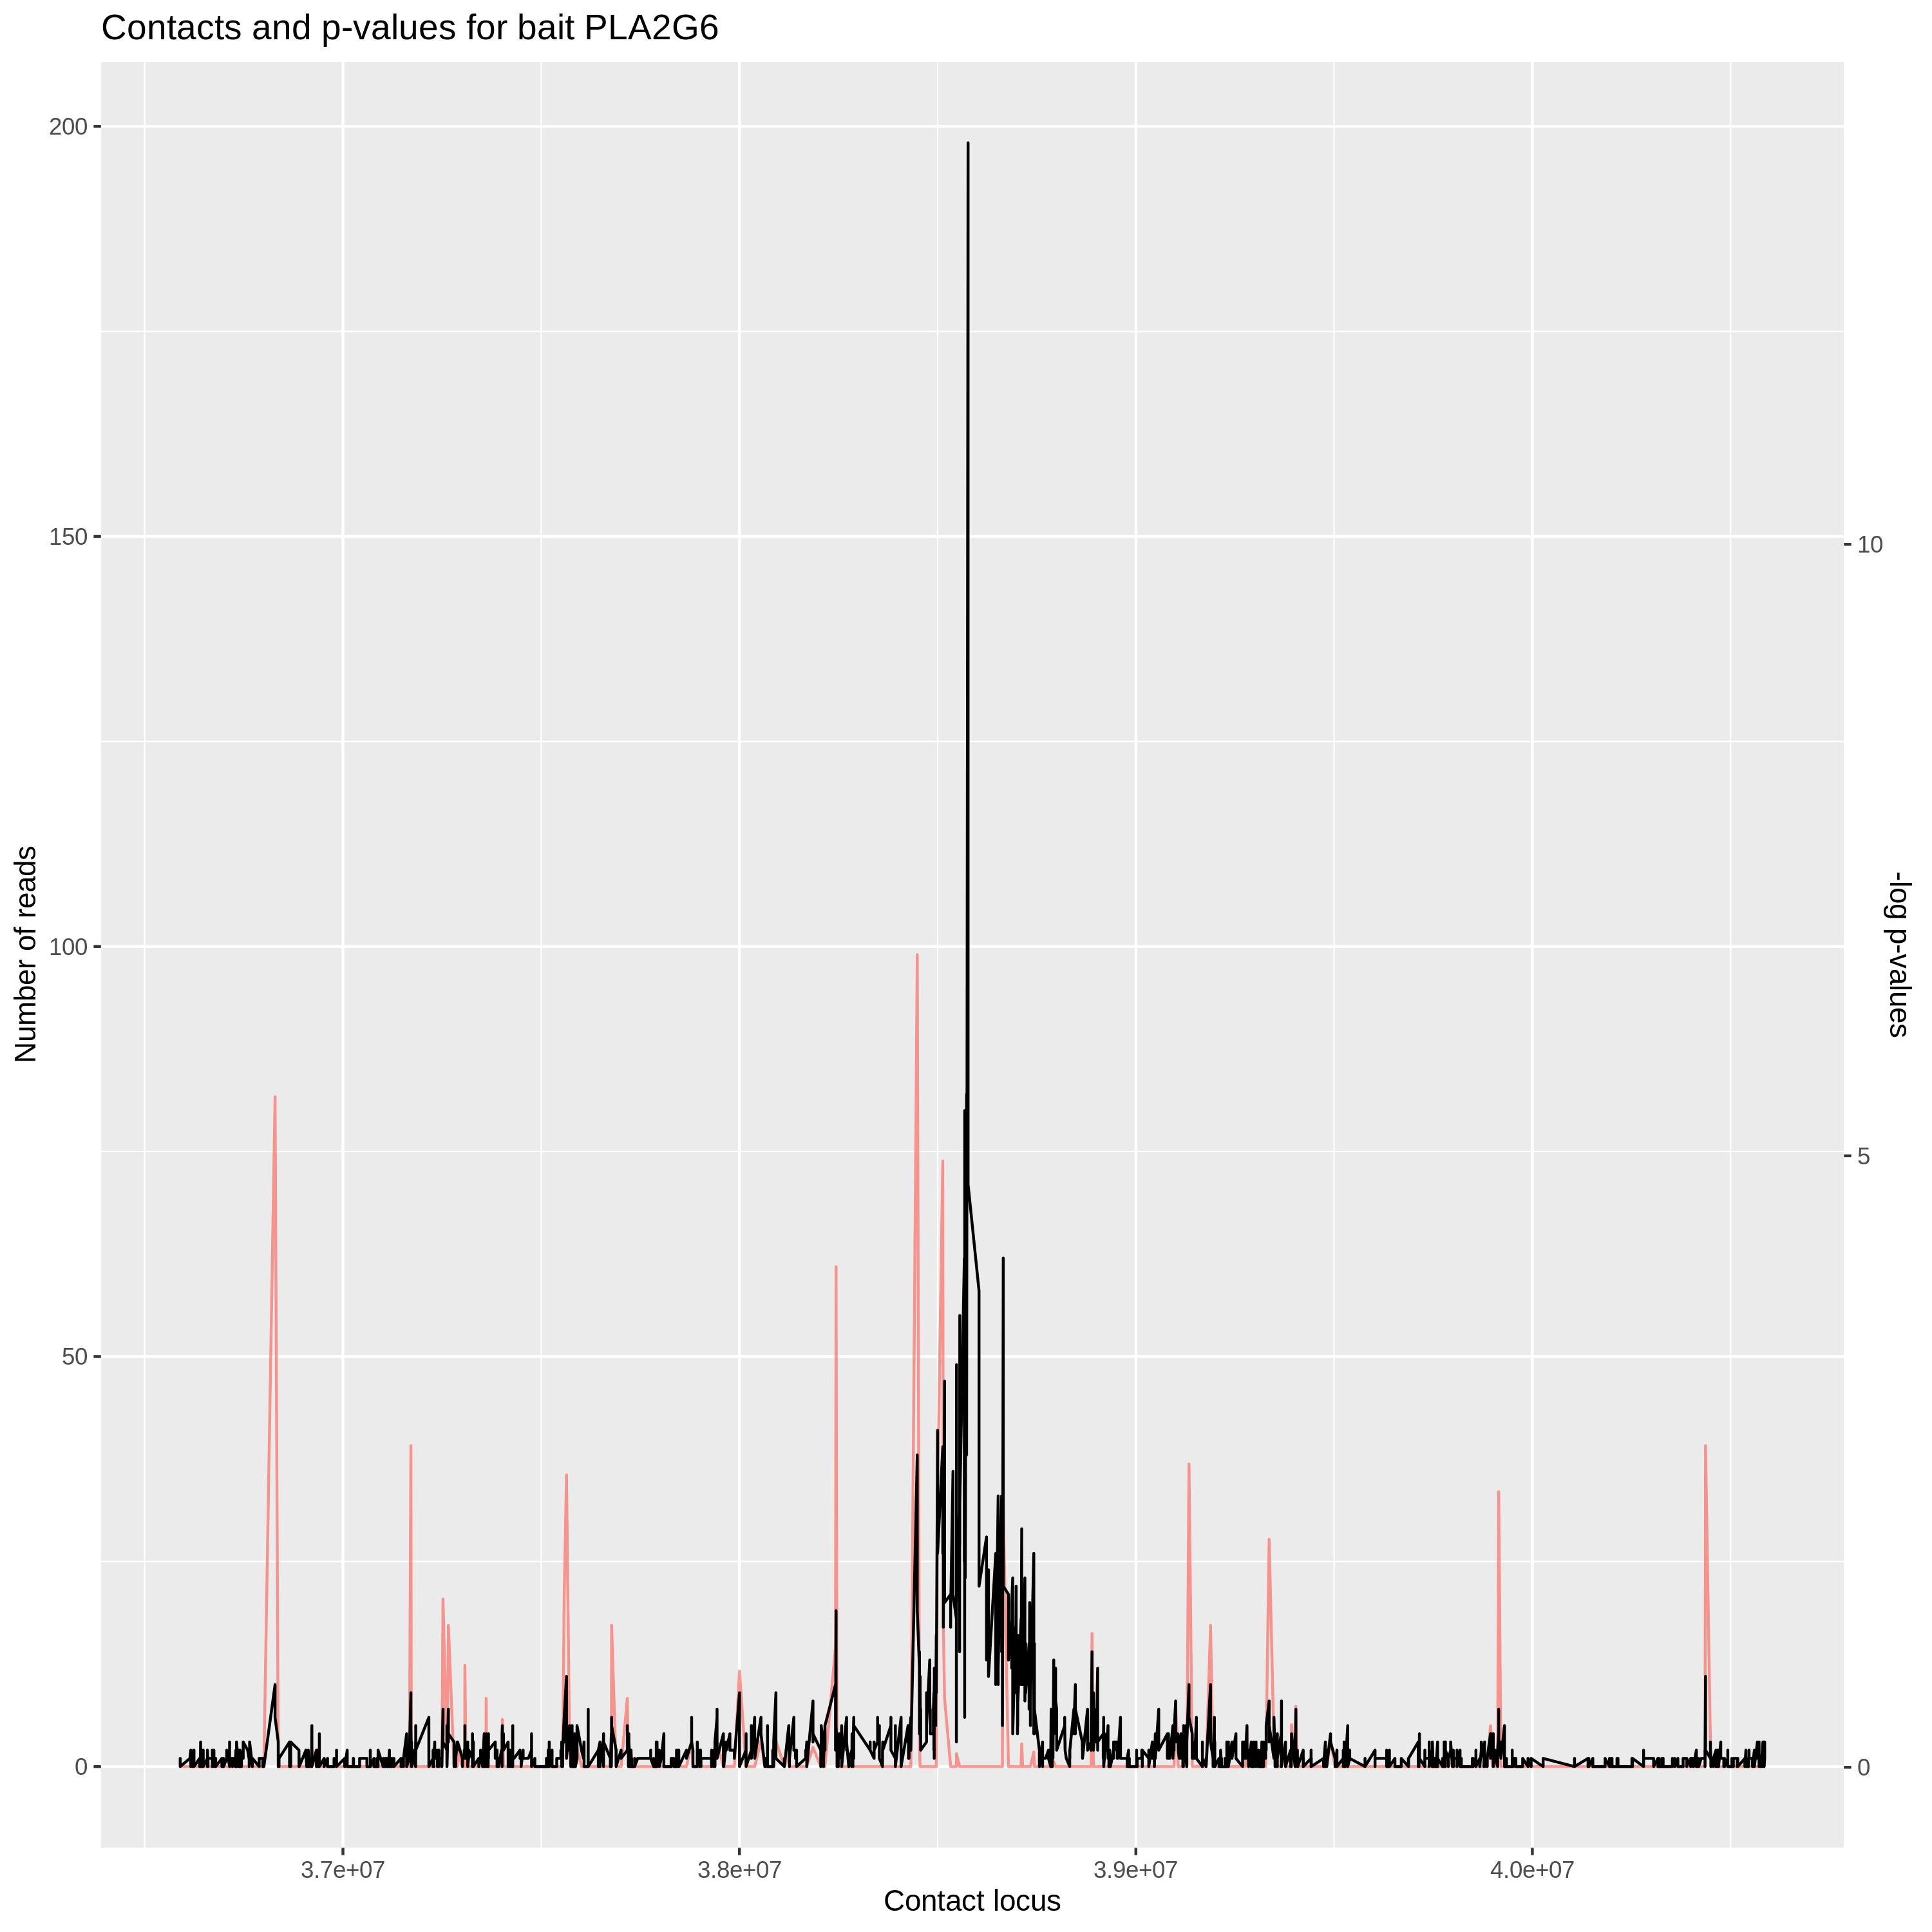 Contacts and p-values for bait PLA2G6
200
150
100
50
0
Number of reads
10
5
0
-log p-values
3.7e+07
3.8e+07
3.9e+07
4.0e+07
Contact locus